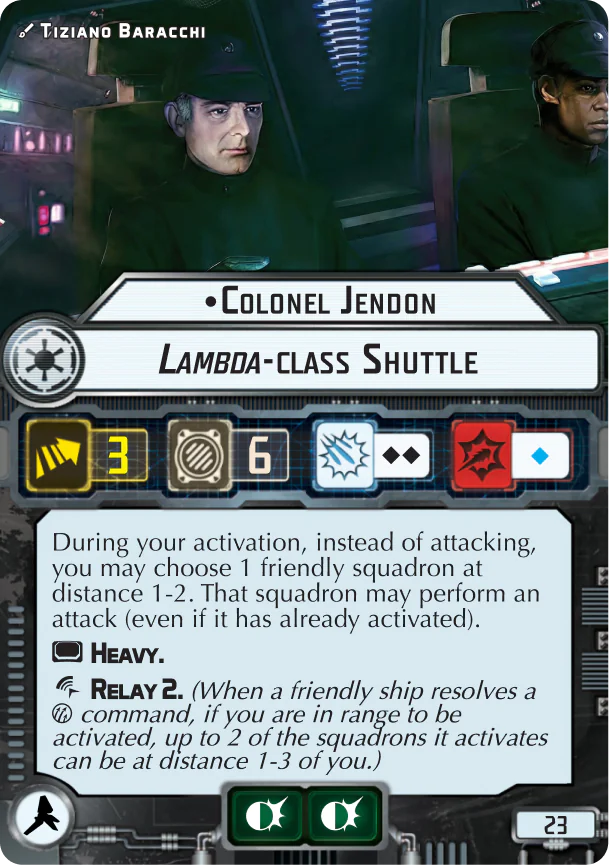 Tiziano Baracchi
•Colonel Jendon
Lambda-class Shuttle
3 6
During your activation, instead of attacking,
you may choose 1 friendly squadron at
distance 1-2. That squadron may perform an
attack (even if it has already activated).
Heavy.
Relay 2. (When a friendly ship resolves a
command, if you are in range to be
activated, up to 2 of the squadrons it activates
can be at distance 1-3 of you.)
23